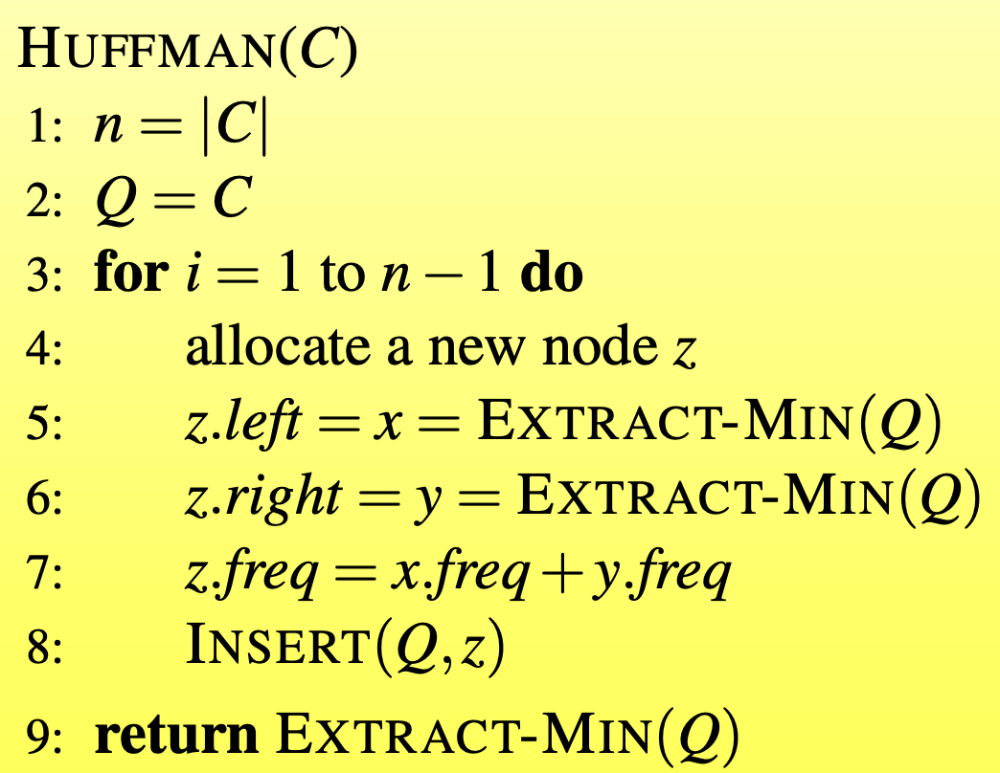 HUFFMAN(C)
1: n = |C|
2: Q = C
3: for i = 1 to n − 1 do
4: allocate a new node z
5: z.left = x = EXTRACT-MIN(Q)
6: z.right = y = EXTRACT-MIN(Q)
7: z.freq = x.freq + y.freq
8: INSERT(Q, z)
9: return EXTRACT-MIN(Q)